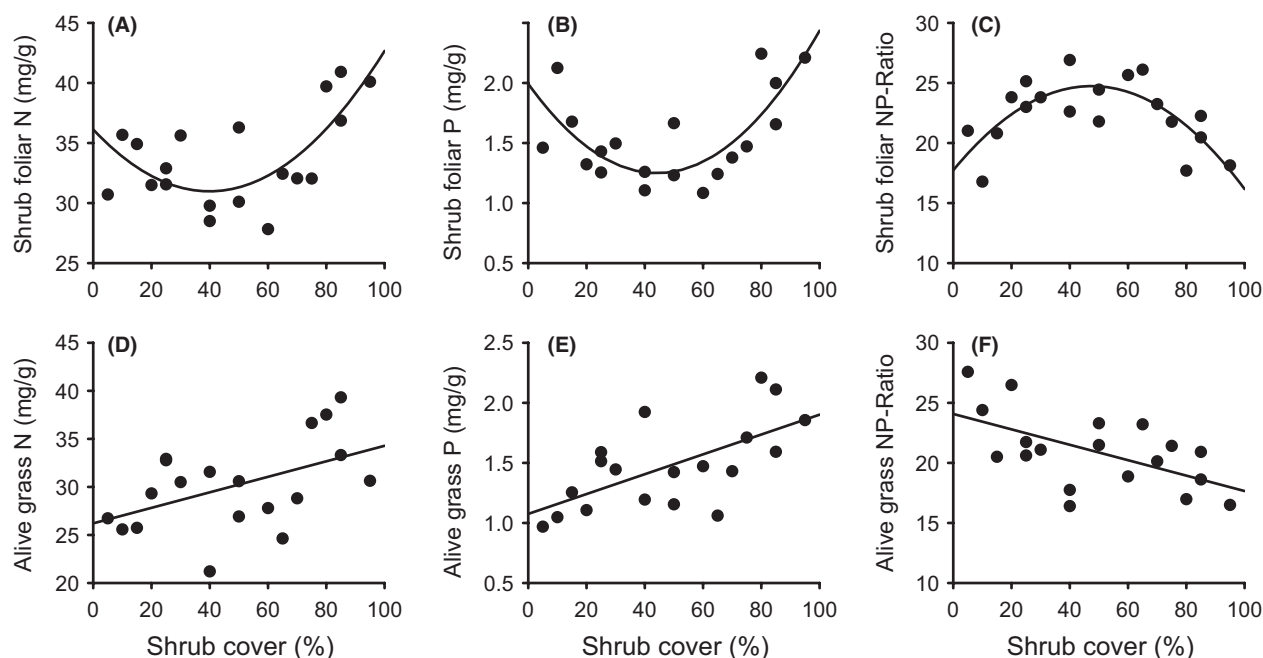 (A)
Shrub foliar N (mg/g)
45
40
35
30
25
0 20 40 60 80 100
(B)
Shrub foliar P (mg/g)
2.0
1.5
1.0
0.5
0 20 40 60 80 100
(C)
Shrub foliar NP-Ratio
30
25
20
15
10
0 20 40 60 80 100
(D)
Alive grass N (mg/g)
45
40
35
30
25
20
0 20 40 60 80 100
Shrub cover (%)
(E)
Alive grass P (mg/g)
2.5
2.0
1.5
1.0
0.5
0 20 40 60 80 100
Shrub cover (%)
(F)
Alive grass NP-Ratio
30
25
20
15
10
0 20 40 60 80 100
Shrub cover (%)